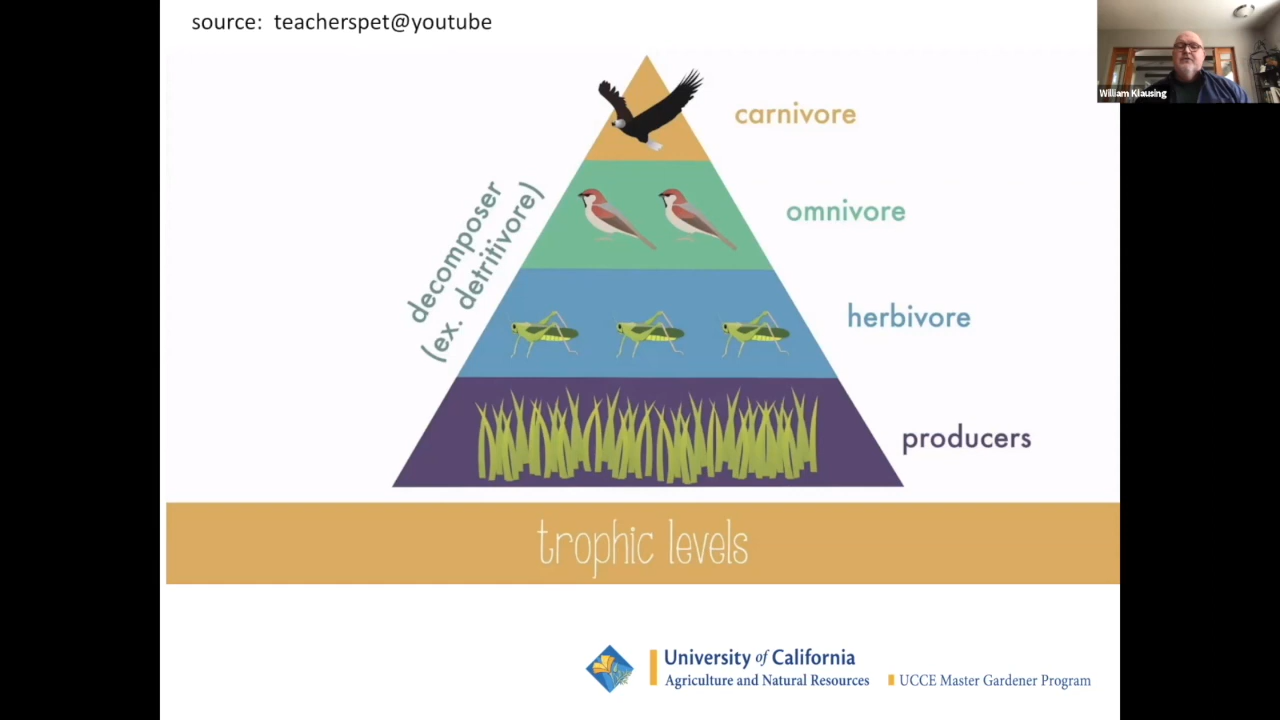 source:  teacherspet@youtube
William Klausing
carnivore
omnivore
decomposer
(ex. detritivore)
herbivore
producers
trophic levels
University of California
Agriculture and Natural Resources
UCCE Master Gardener Program